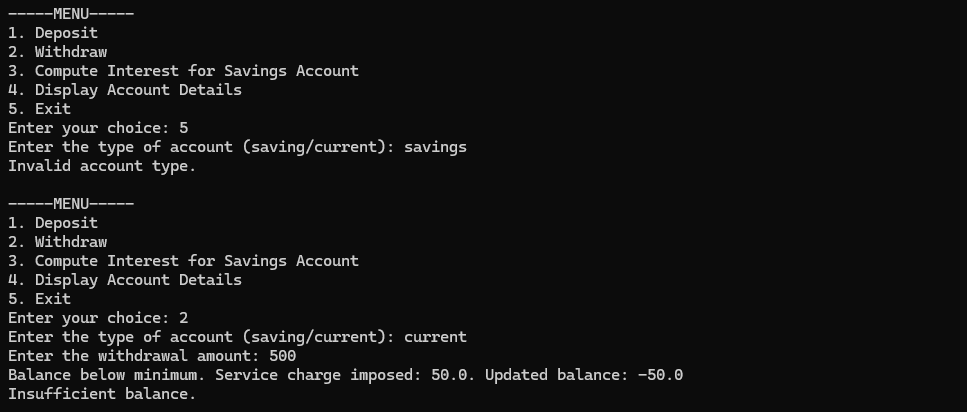 -----MENU-----
1. Deposit
2. Withdraw
3. Compute Interest for Savings Account
4. Display Account Details
5. Exit
Enter your choice: 5
Enter the type of account (saving/current): savings
Invalid account type.

-----MENU-----
1. Deposit
2. Withdraw
3. Compute Interest for Savings Account
4. Display Account Details
5. Exit
Enter your choice: 2
Enter the type of account (saving/current): current
Enter the withdrawal amount: 500
Balance below minimum. Service charge imposed: 50.0. Updated balance: -50.0
Insufficient balance.